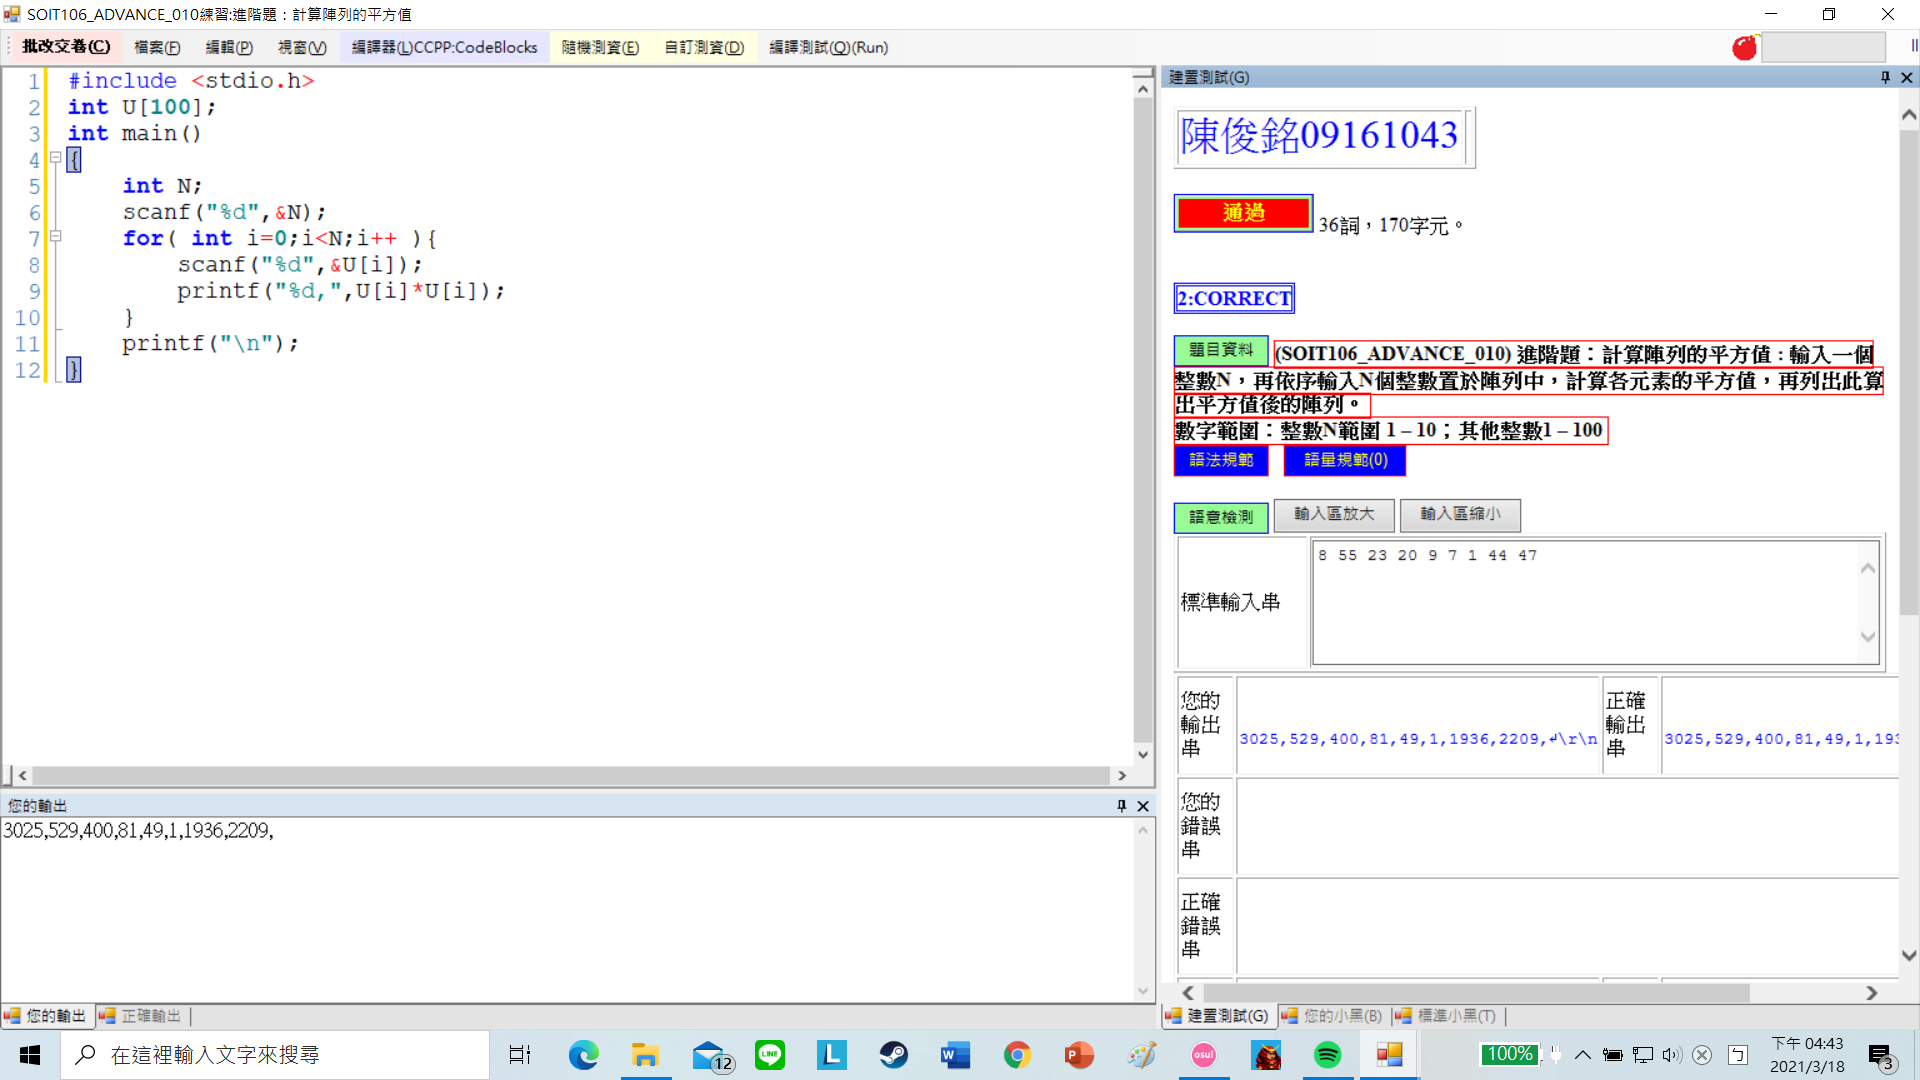 SOIT106_ADVANCE_010練習:進階題：計算陣列的平方值
批改交卷(C) 檔案(F) 編輯(P) 視窗(V) 編譯器(L)CCPP:CodeBlocks 隨機測資(E) 自訂測資(D) 編譯測試(Q)(Run)
1 #include <stdio.h>
2 int U[100];
3 int main()
4 {
5 int N;
6 scanf("%d",&N);
7 for( int i=0;i<N;i++ ){
8 scanf("%d",&U[i]);
9 printf("%d,",U[i]*U[i]);
10 }
11 printf("\n");
12 }
您的輸出
3025,529,400,81,49,1,1936,2209,
您的輸出 正確輸出
建置測試(G)
陳俊銘09161043
通過 36詞，170字元。
2:CORRECT
題目資料 (SOIT106_ADVANCE_010) 進階題：計算陣列的平方值 : 輸入一個
整數N，再依序輸入N個整數置於陣列中，計算各元素的平方值，再列出此算
出平方值後的陣列。
數字範圍：整數N範圍 1 – 10；其他整數1 – 100
語法規範 語量規範(0)
語意檢測 輸入區放大 輸入區縮小
標準輸入串 8 55 23 20 9 7 1 44 47
您的
輸出
串
3025,529,400,81,49,1,1936,2209,↵\r\n
正確
輸出
串
3025,529,400,81,49,1,193
您的
錯誤
串
正確
錯誤
串
建置測試(G) 您的小黑(B) 標準小黑(T)
在這裡輸入文字來搜尋
12
LINE
L
W
P
osu!
100%
ㄅ
下午 04:43
2021/3/18
3